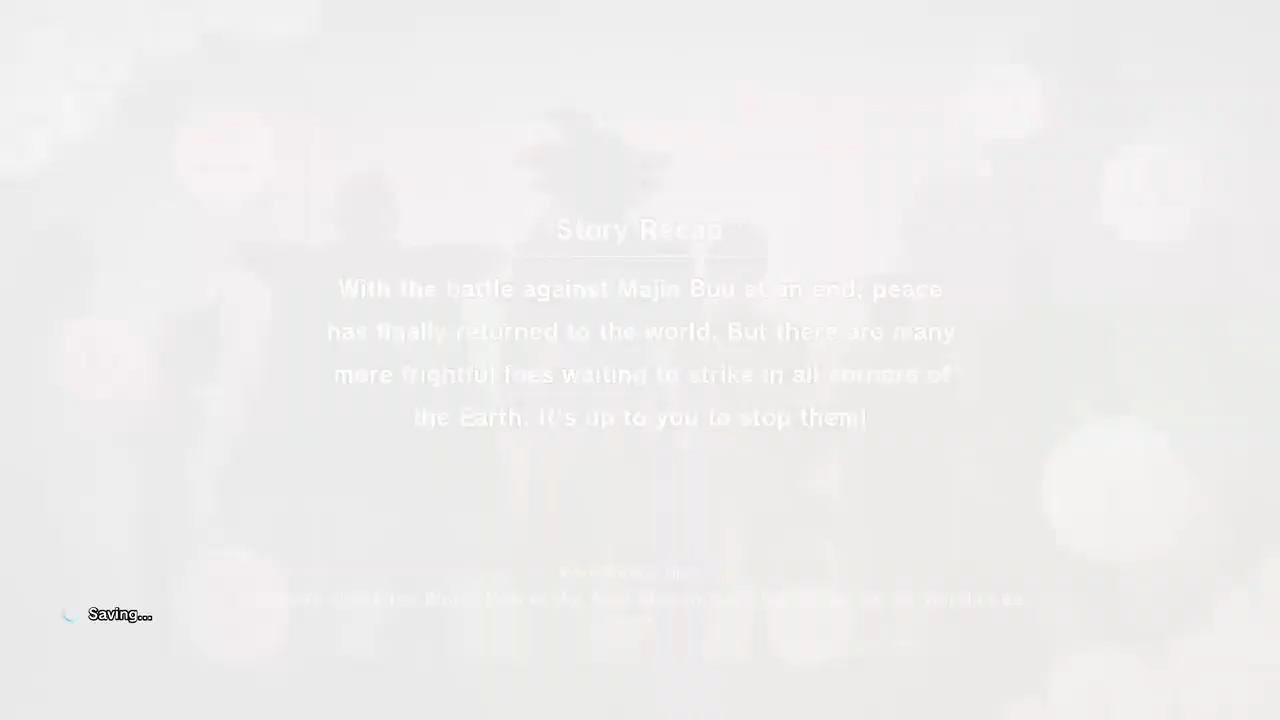 Story Recap
With the battle against Majin Buu at an end, peace
has finally returned to the world. But there are many
more frightful foes waiting to strike in all corners of
the Earth. It's up to you to stop them!
Saving...